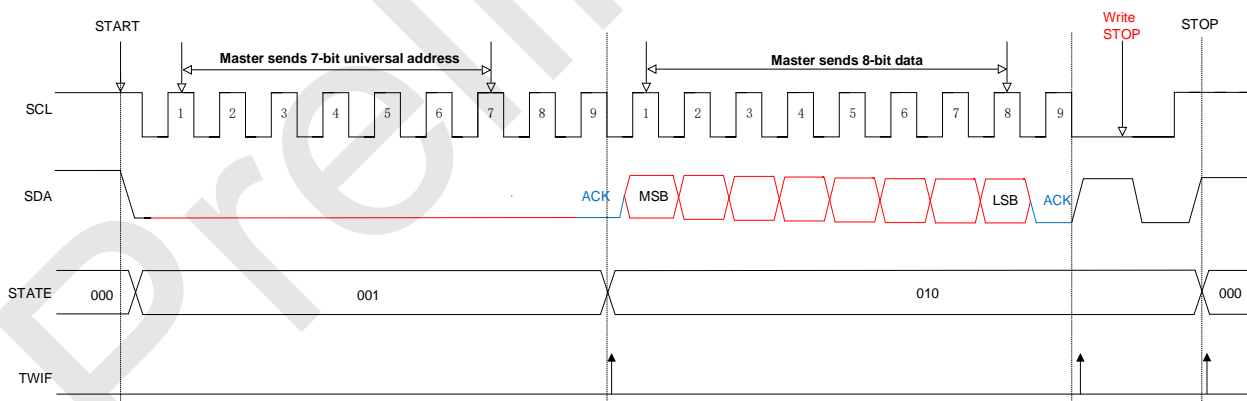 START
Write
STOP
STOP
Master sends 7-bit universal address
Master sends 8-bit data
SCL
1 2 3 4 5 6 7 8 9 1 2 3 4 5 6 7 8 9
SDA
ACK
MSB
LSB
ACK
STATE
000
001
010
000
TWIF